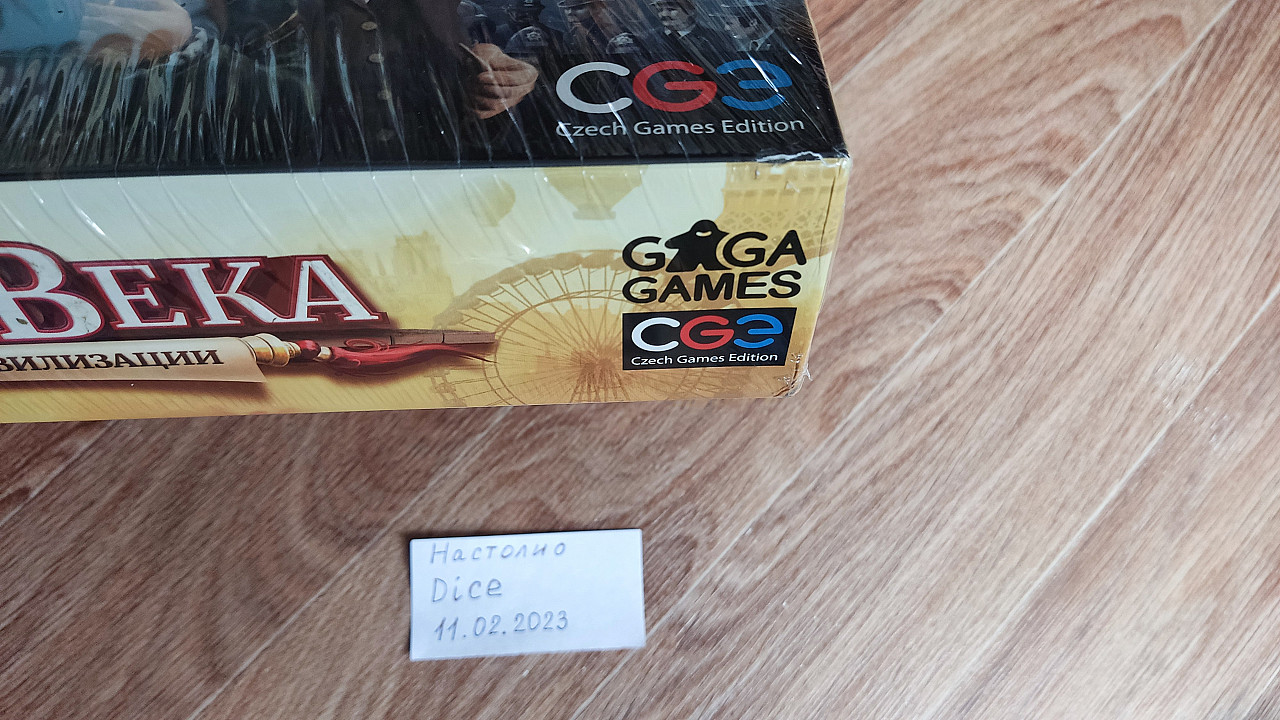 CGE
Czech Games Edition
GAGA
GAMES
ВЕКА
ВИЛИЗАЦИИ
CGE
Czech Games Edition
Настолио
Dice
11.02.2023